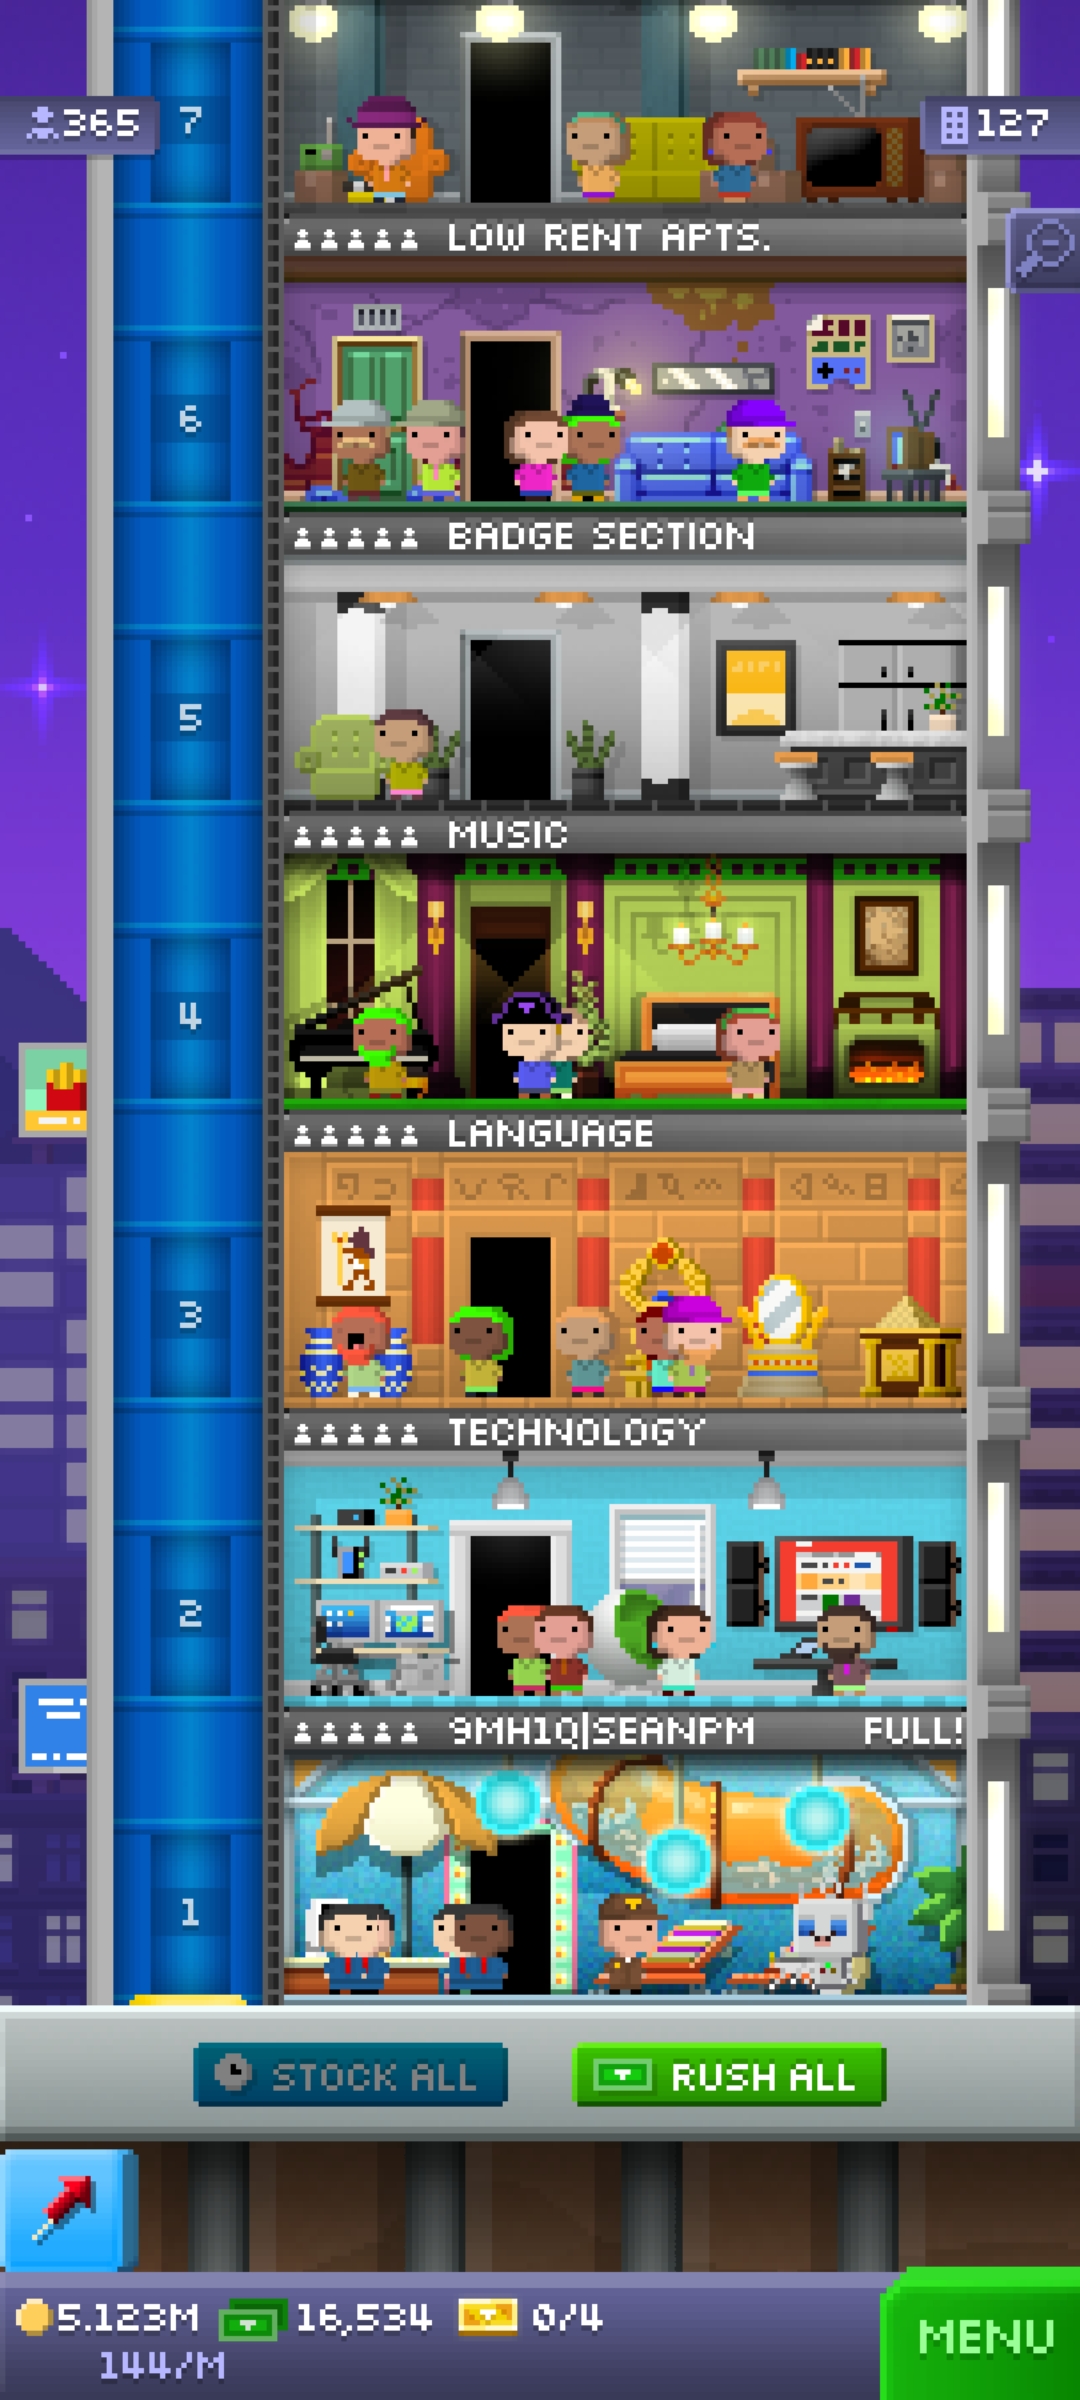 365
7
127
LOW RENT APTS.
6
BADGE SECTION
5
MUSIC
4
LANGUAGE
3
TECHNOLOGY
2
9MH1Q|SEANPM FULL!
1
STOCK ALL
RUSH ALL
5.123M 16,534 0/4
144/M
MENU